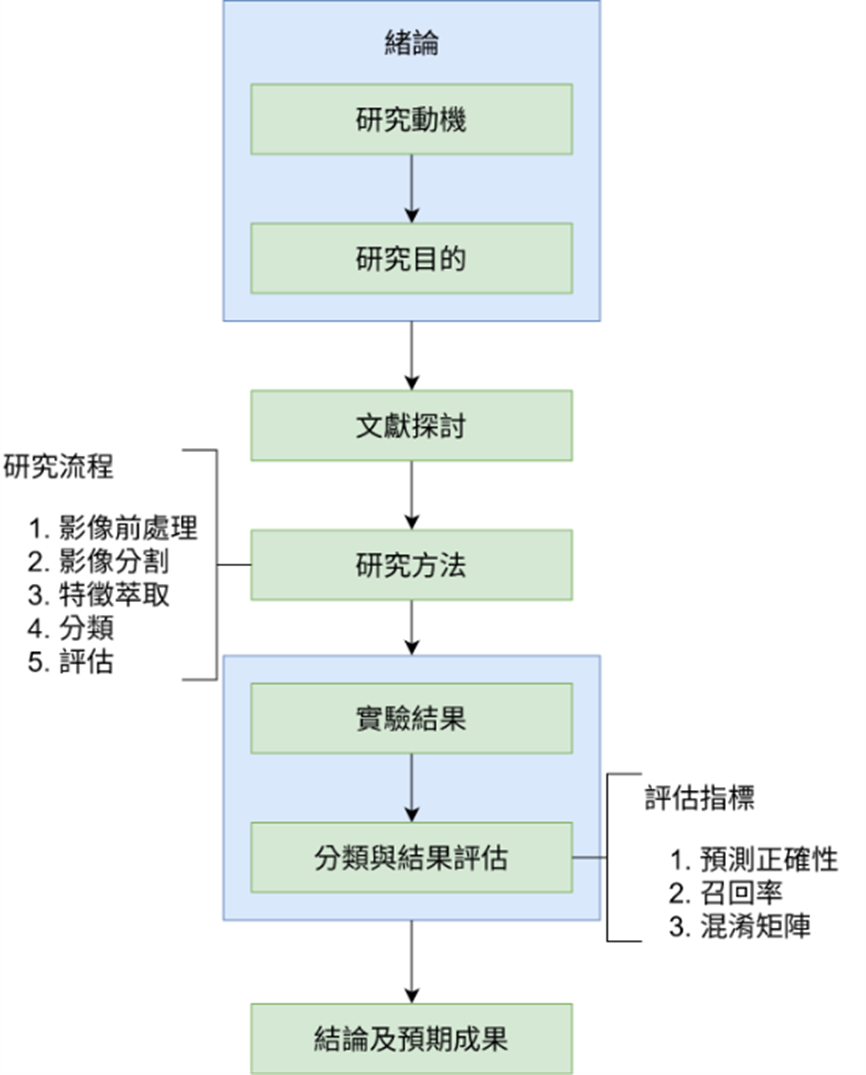 緒論
研究動機
研究目的
文獻探討
研究流程
1. 影像前處理
2. 影像分割
3. 特徵萃取
4. 分類
5. 評估
研究方法
實驗結果
分類與結果評估
評估指標
1. 預測正確性
2. 召回率
3. 混淆矩陣
結論及預期成果